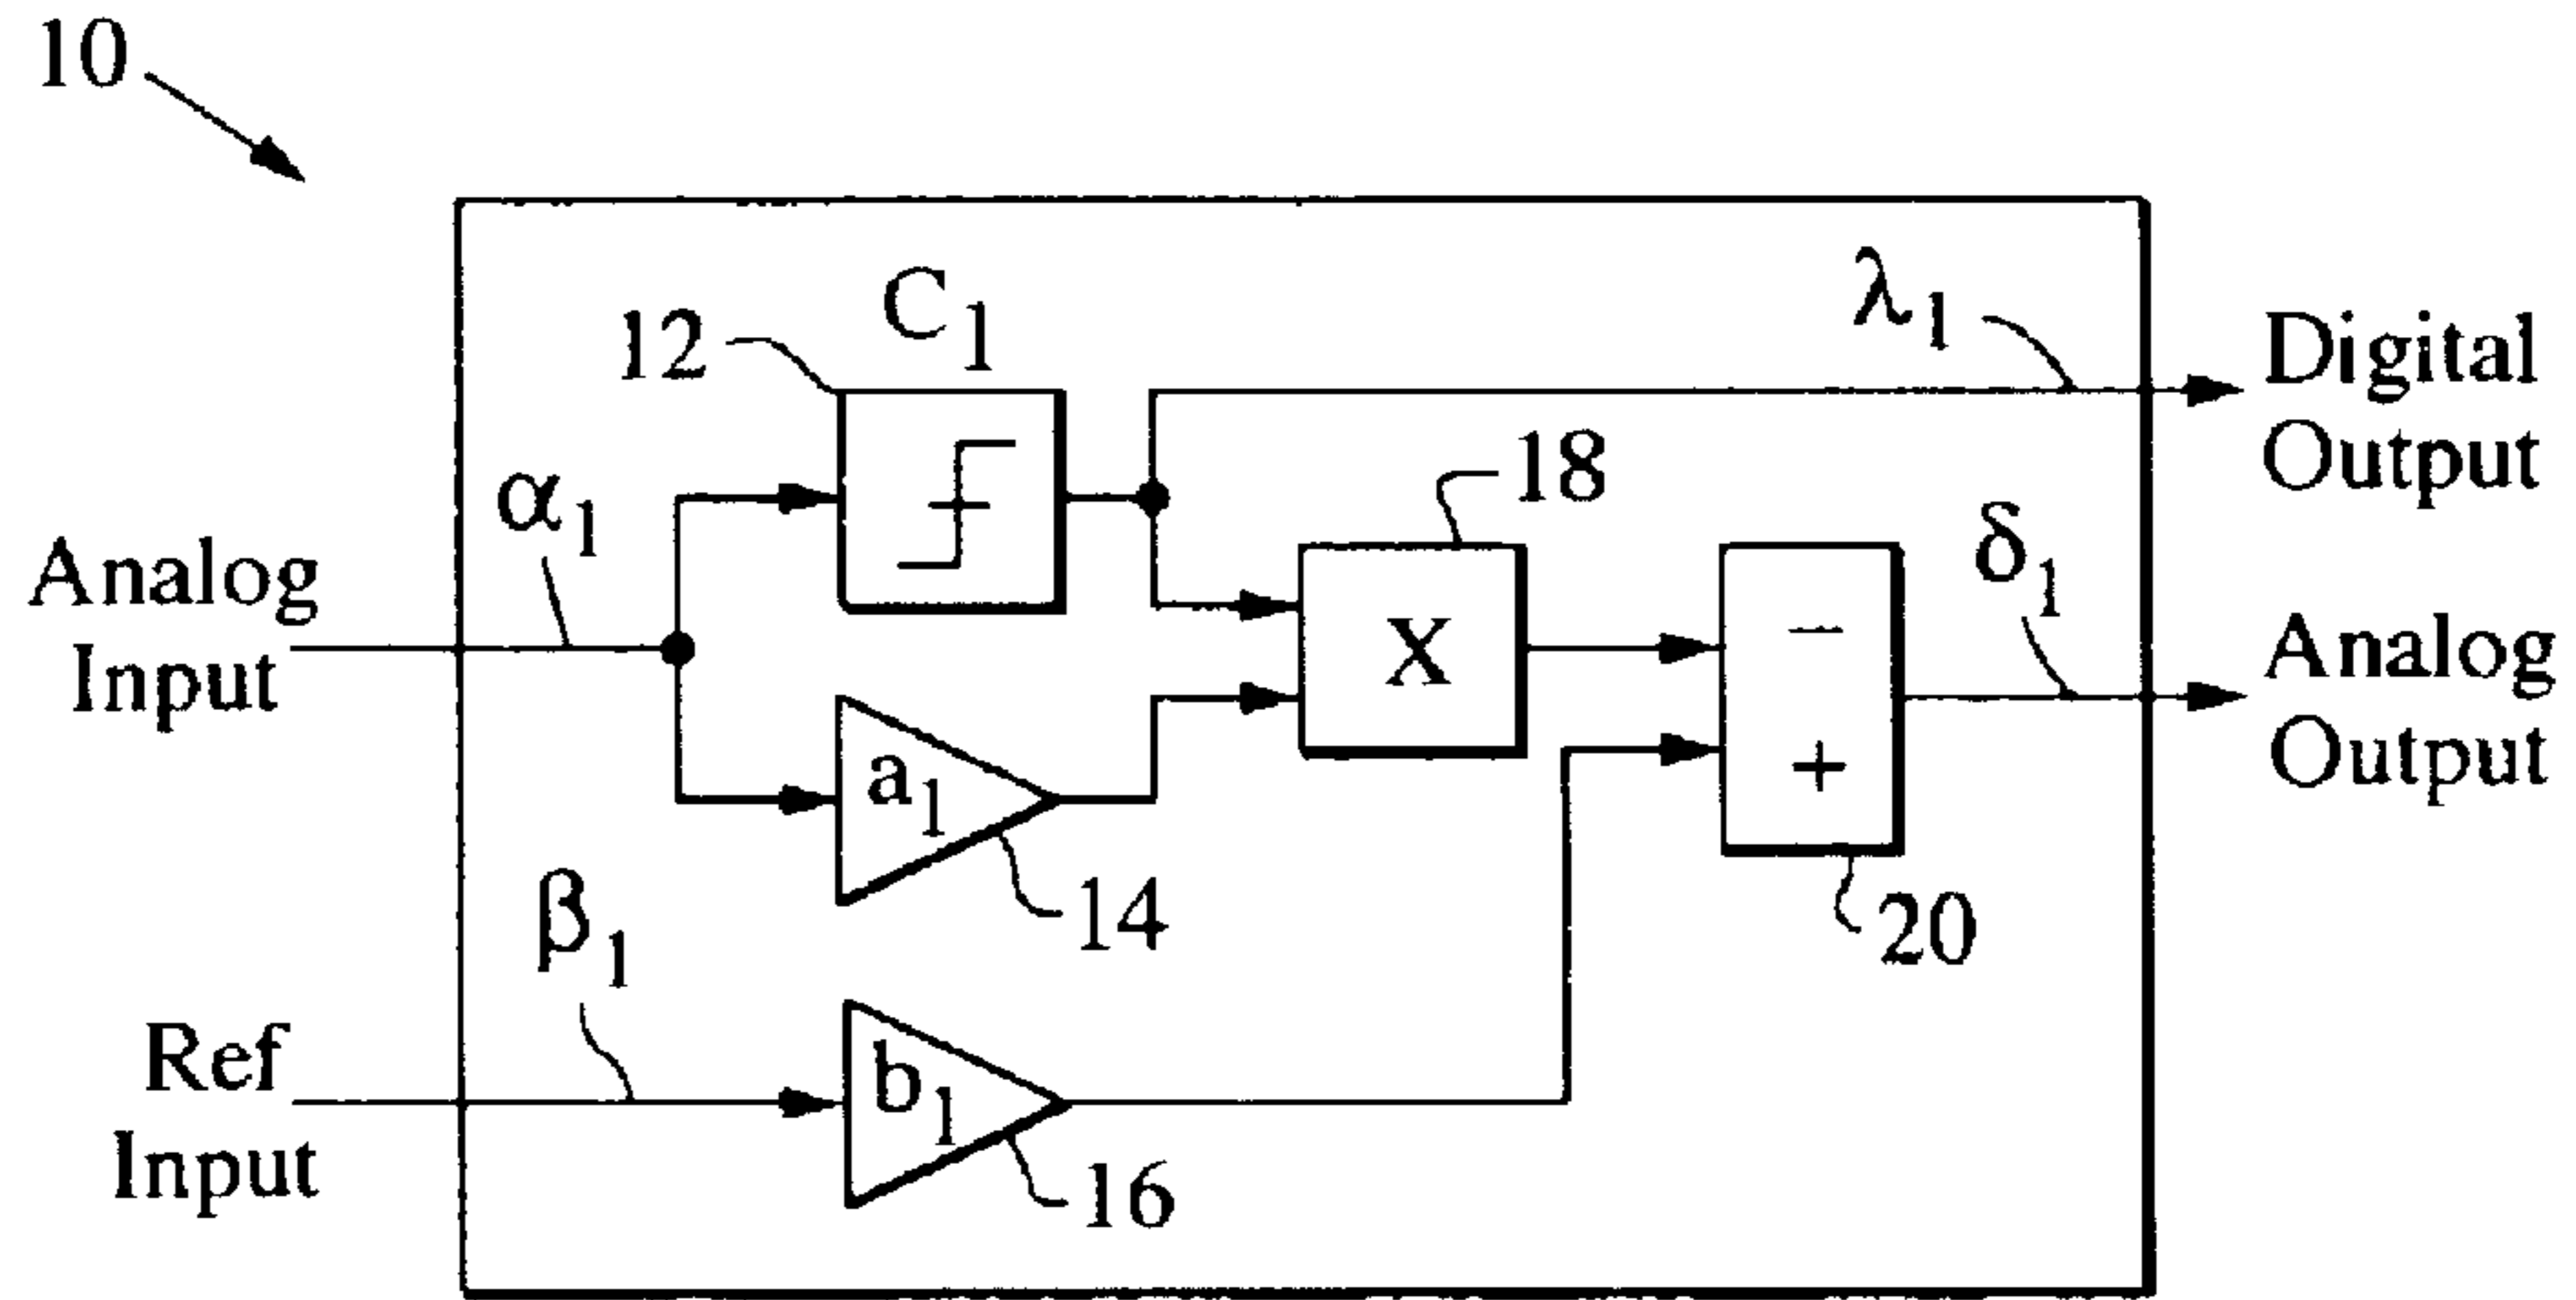 10
C1
12
λ1
Digital
Output
18
α1
Analog
Input
X
−
+
δ1
Analog
Output
a1
14
20
β1
Ref
Input
b1
16